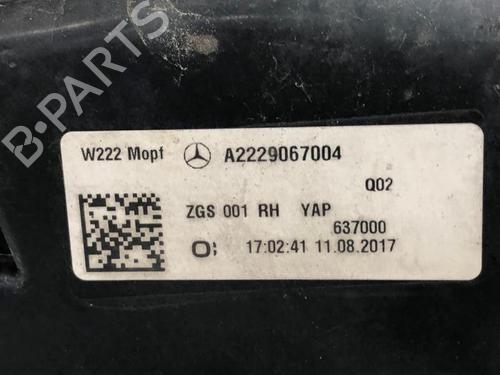 W222 Mopf A2229067004
Q02
ZGS 001 RH YAP
637000
O: 17:02:41 11.08.2017
B-PARTS